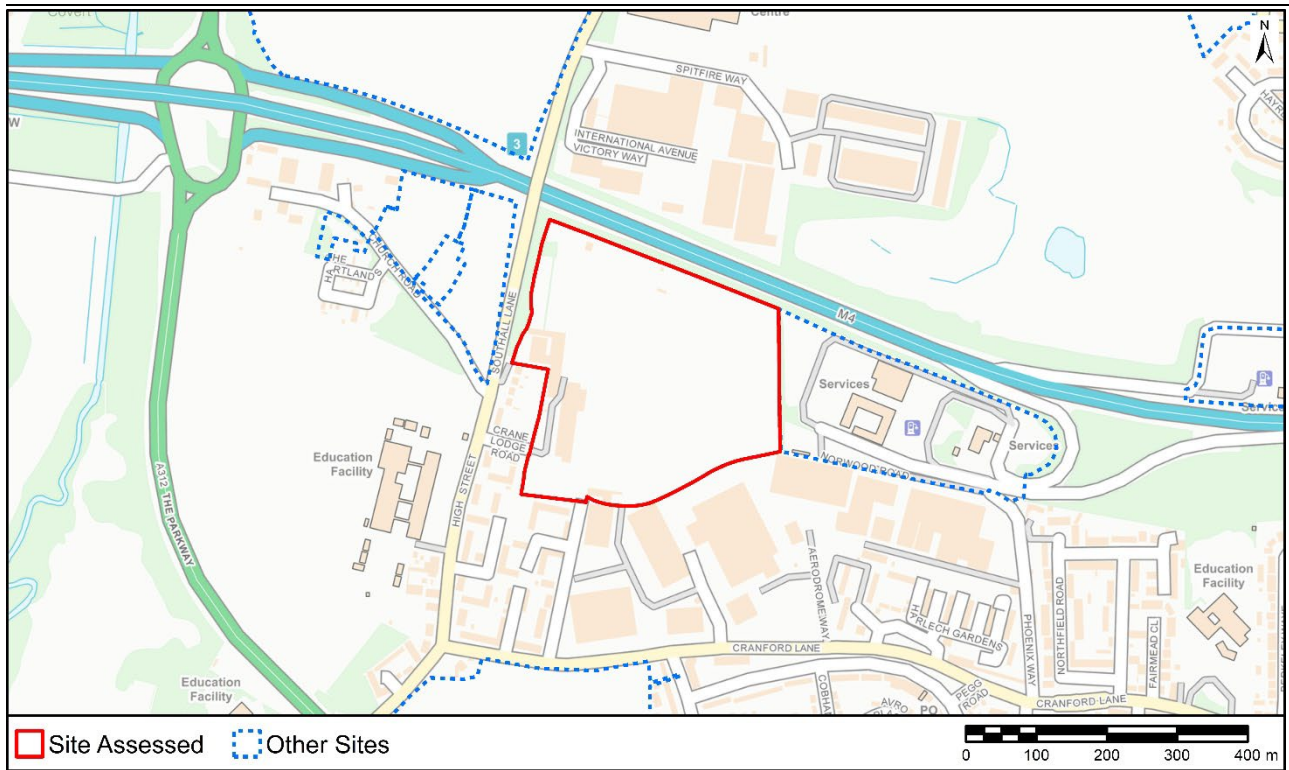 Covert
Centre
N
SPITFIRE WAY
W
INTERNATIONAL AVENUE
VICTORY WAY
3
CHURCH ROAD
THE
HARTLANDS
SOUTHALL LANE
M4
Services
Services
Services
CRANE
LODGE
ROAD
NORWOOD ROAD
Education
Facility
HIGH STREET
A312 THE PARKWAY
AERODROME WAY
HARLECH GARDENS
PHOENIX WAY
NORTHFIELD ROAD
FAIRMEAD CL
Education
Facility
CRANFORD LANE
CRANFORD LANE
PEGG
ROAD
AVRO
PO
Education
Facility
Site Assessed
Other Sites
0 100 200 300 400 m